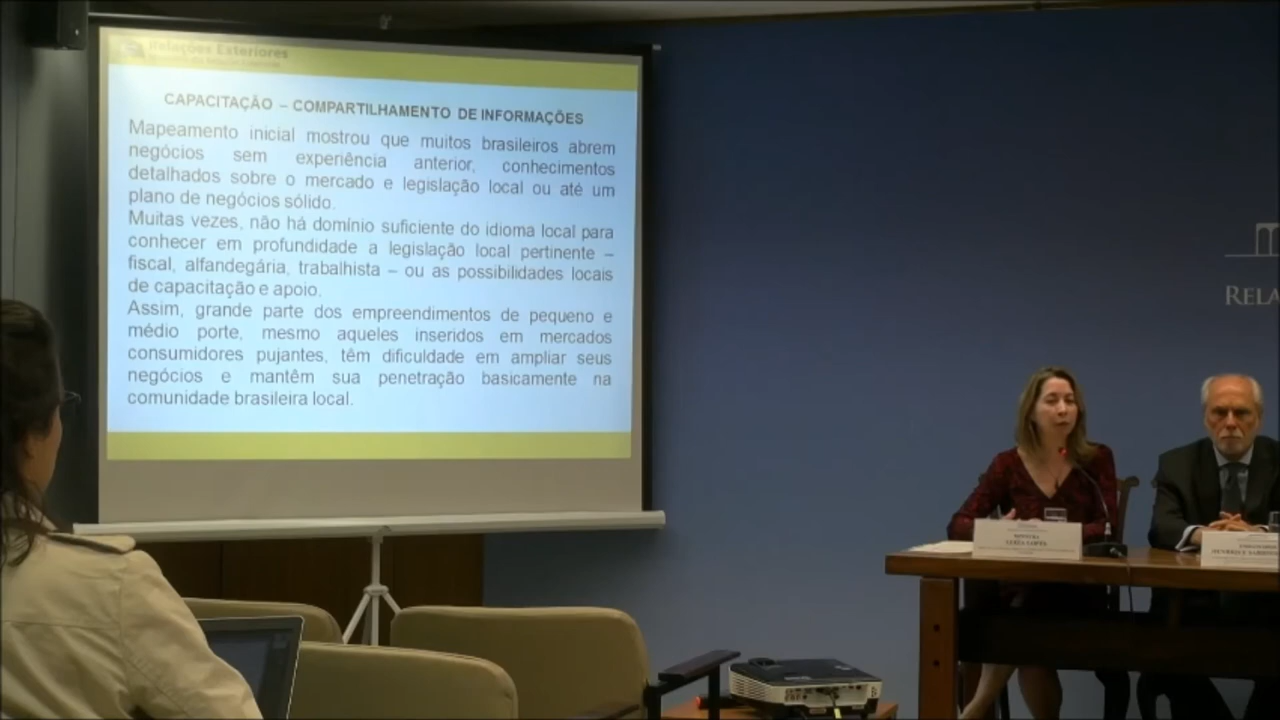 Relações Exteriores
CAPACITAÇÃO – COMPARTILHAMENTO DE INFORMAÇÕES
Mapeamento inicial mostrou que muitos brasileiros abrem
negócios sem experiência anterior, conhecimentos
detalhados sobre o mercado e legislação local ou até um
plano de negócios sólido.
Muitas vezes, não há domínio suficiente do idioma local para
conhecer em profundidade a legislação local pertinente –
fiscal, alfandegária, trabalhista – ou as possibilidades locais
de capacitação e apoio.
Assim, grande parte dos empreendimentos de pequeno e
médio porte, mesmo aqueles inseridos em mercados
consumidores pujantes, têm dificuldade em ampliar seus
negócios e mantêm sua penetração basicamente na
comunidade brasileira local.
RELA
LUIZA LOPES
HENRIQUE